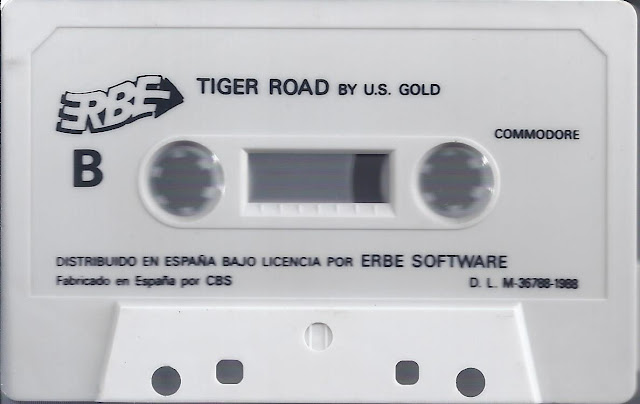 ERBE
TIGER ROAD BY U.S. GOLD
COMMODORE
B
DISTRIBUIDO EN ESPAÑA BAJO LICENCIA POR ERBE SOFTWARE
Fabricado en España por CBS
D. L. M-36788-1988